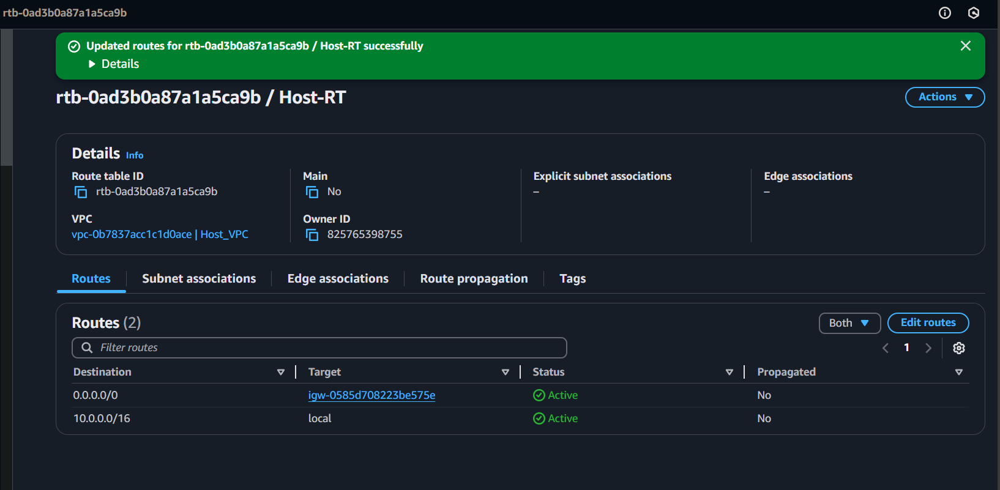 rtb-0ad3b0a87a1a5ca9b
Updated routes for rtb-0ad3b0a87a1a5ca9b / Host-RT successfully
Details
rtb-0ad3b0a87a1a5ca9b / Host-RT
Actions
Details Info
Route table ID
rtb-0ad3b0a87a1a5ca9b
Main
No
Explicit subnet associations
–
Edge associations
–
VPC
vpc-0b7837acc1c1d0ace | Host_VPC
Owner ID
825765398755
Routes Subnet associations Edge associations Route propagation Tags
Routes (2)
Both Edit routes
Filter routes
1
Destination Target Status Propagated
0.0.0.0/0 igw-0585d708223be575e Active No
10.0.0.0/16 local Active No